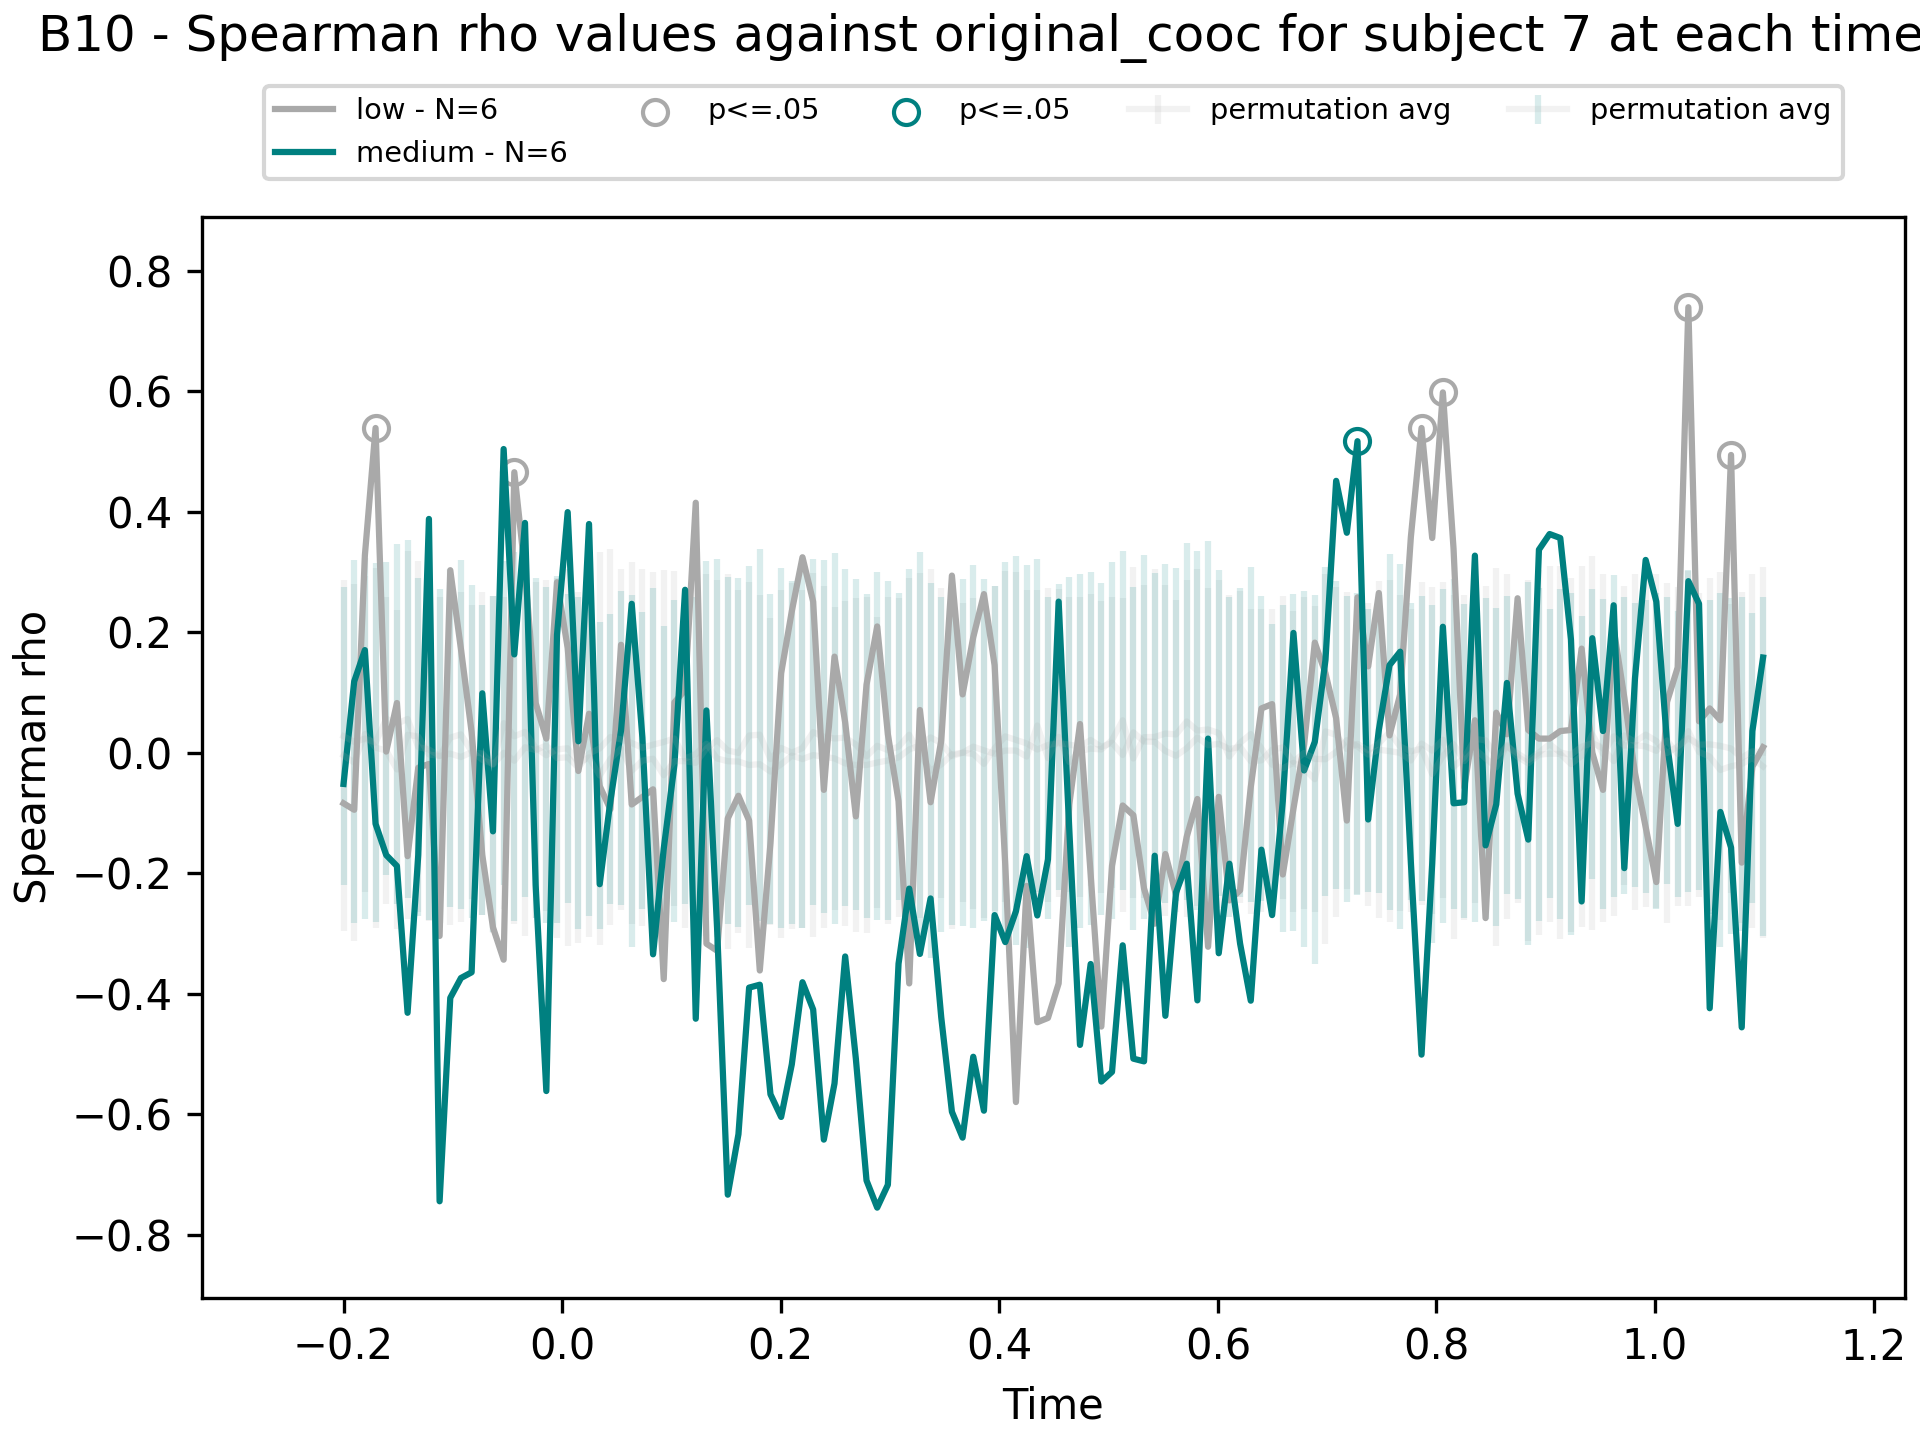 B10 - Spearman rho values against original_cooc for subject 7 at each time
low - N=6
medium - N=6
p<=.05
p<=.05
permutation avg
permutation avg
Spearman rho
0.8
0.6
0.4
0.2
0.0
−0.2
−0.4
−0.6
−0.8
−0.2
0.0
0.2
0.4
0.6
0.8
1.0
1.2
Time